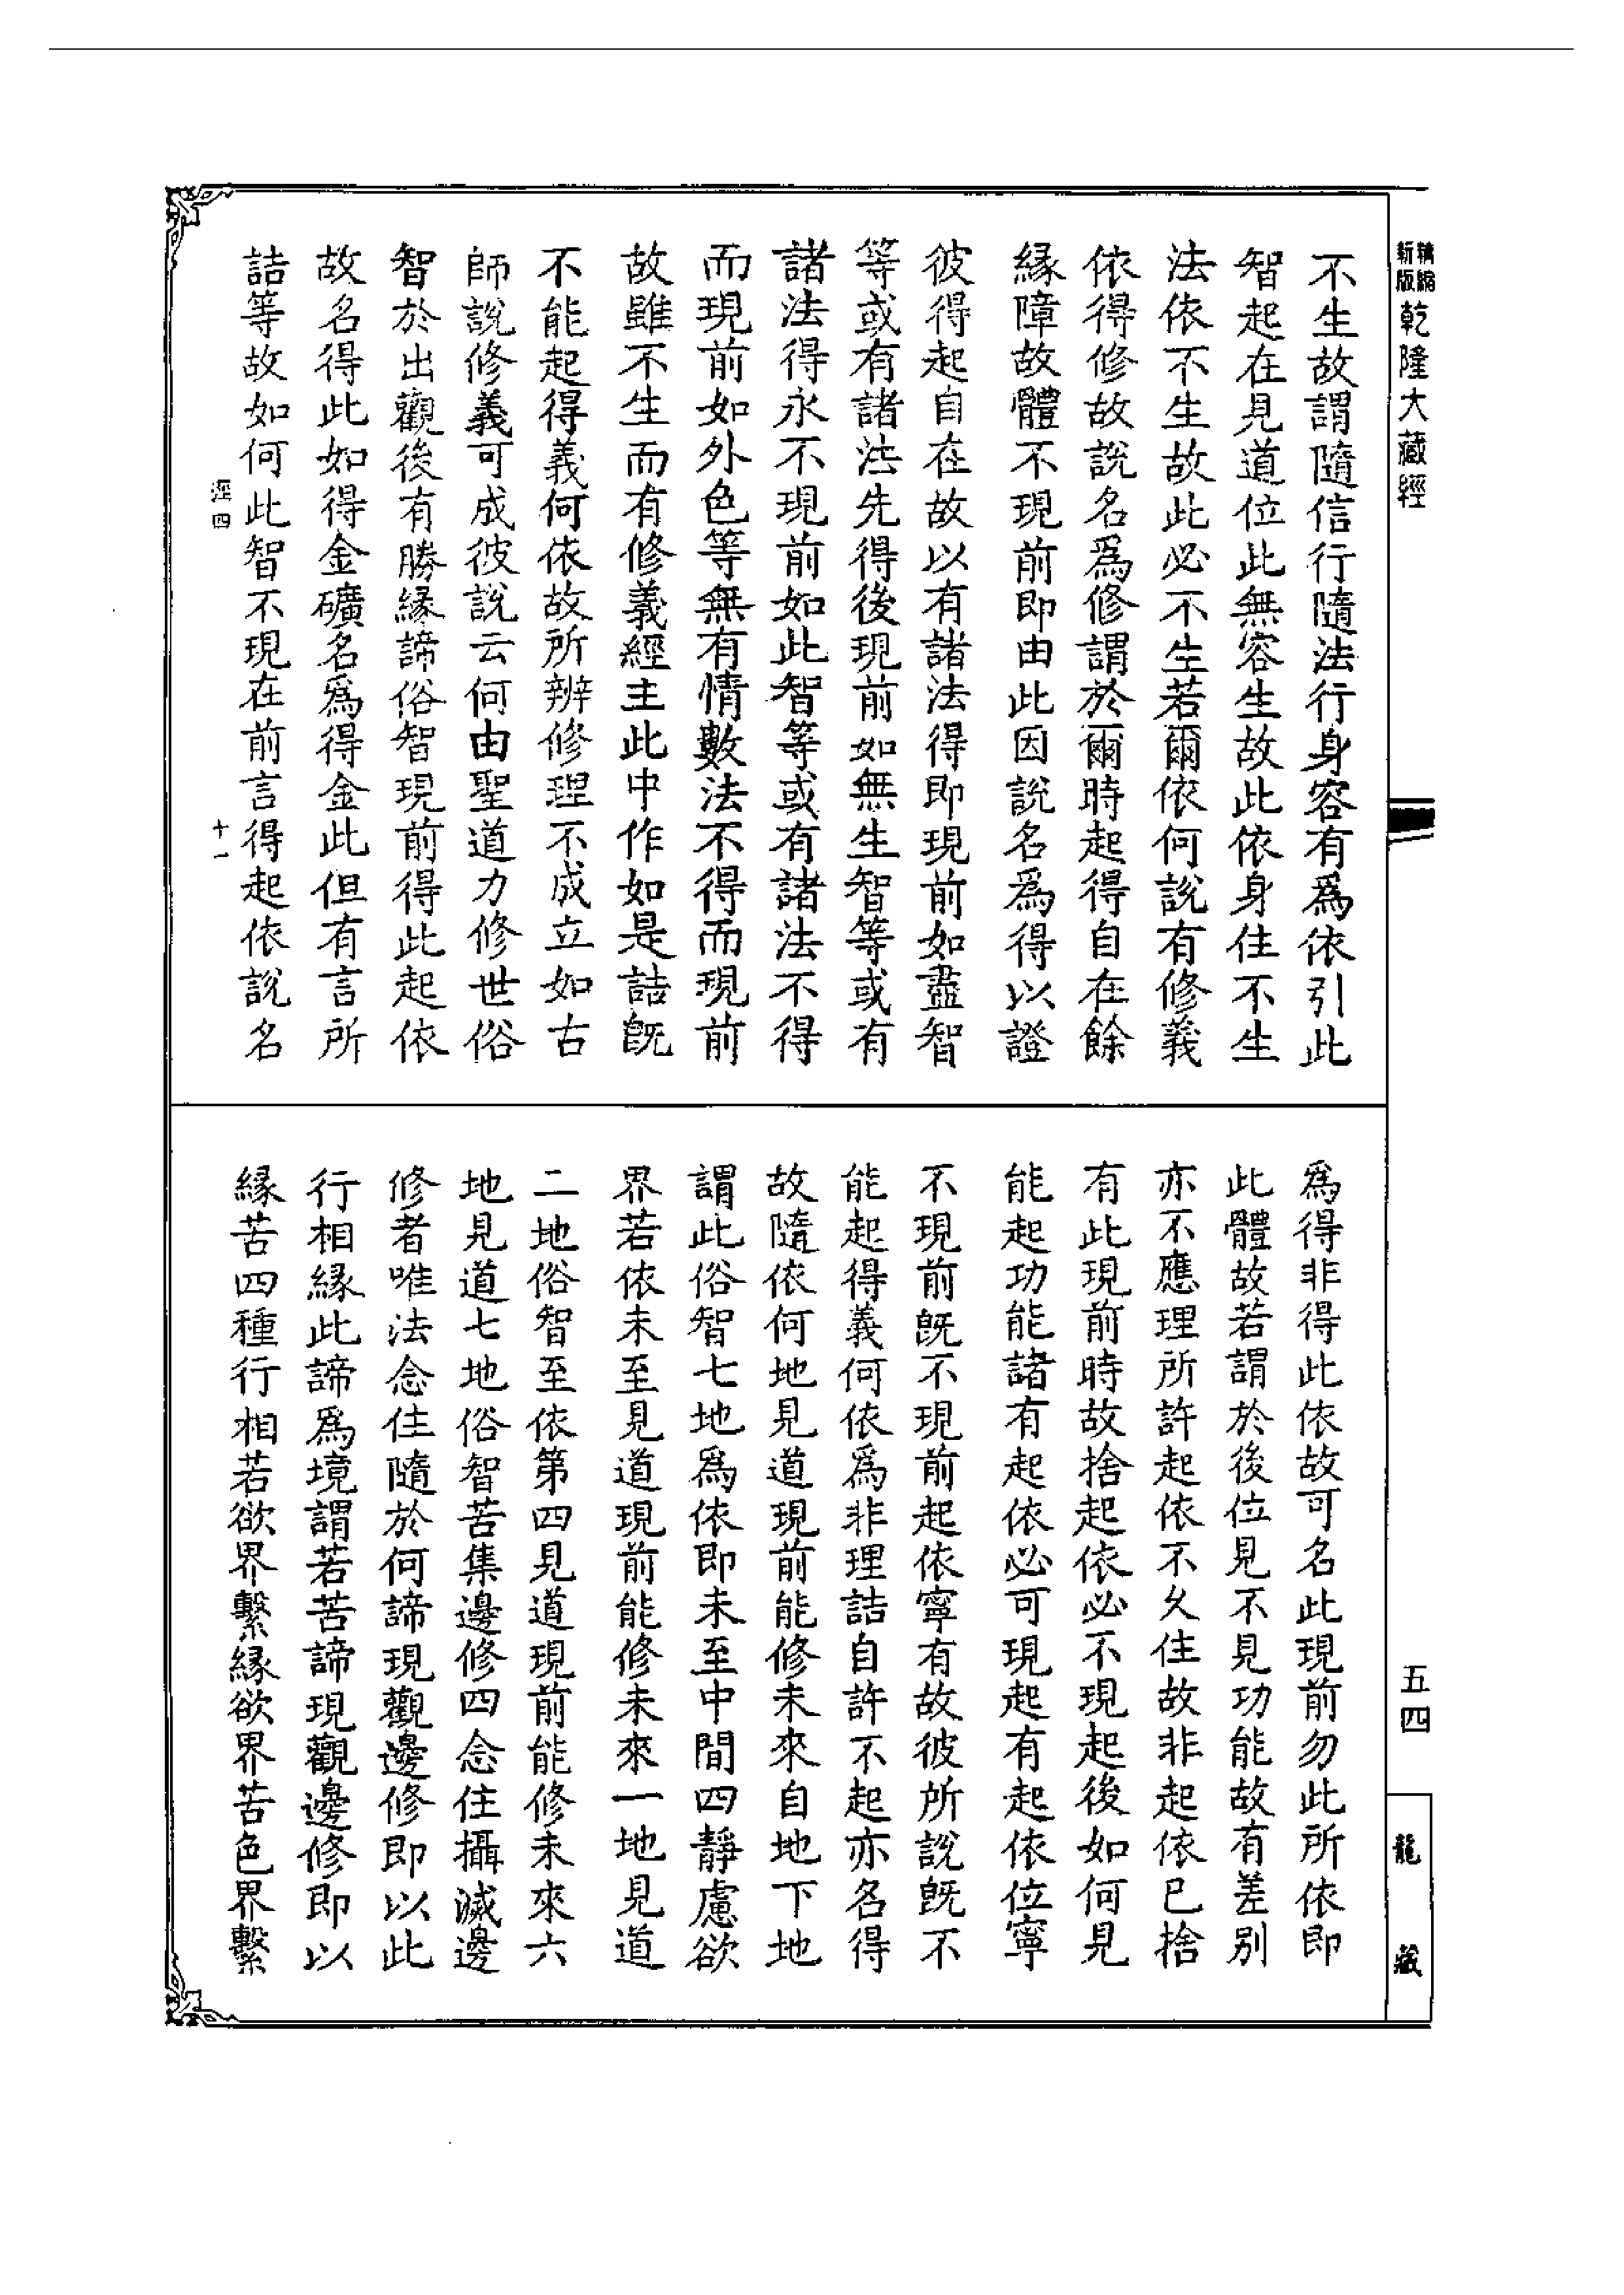 精縮新版乾隆大藏經
不生故謂隨信行隨法行身容有為依引此
智起在見道位此無容生故此依身住不生
法依不生故此必不生若爾依何說有修義
依得修故說名為修謂於爾時起得自在餘
緣障故體不現前即由此因說名為得以證
彼得起自在故以有諸法得即現前如盡智
等或有諸法先得後現前如無生智等或有
諸法得永不現前如此智等或有諸法不得
而現前如外色等無有情數法不得而現前
故雖不生而有修義經主此中作如是詰既
不能起得義何依故所辨修理不成立如古
師說修義可成彼說云何由聖道力修世俗
智於出觀後有勝緣諦俗智現前得此起依
故名得此如得金礦名為得金此但有言所
詰等故如何此智不現在前言得起依說名
涇四
十一
為得非得此依故可名此現前勿此所依即
此體故若謂於後位見不見功能故有差別
亦不應理所許起依不久住故非起依已捨
有此現前時故捨起依必不現起後如何見
能起功能諸有起依必可現起有起依位寧
不現前既不現前起依寧有故彼所說既不
能起得義何依為非理詰自許不起亦名得
故隨依何地見道現前能修未來自地下地
謂此俗智七地為依即未至中間四靜慮欲
界若依未至見道現前能修未來一地見道
二地俗智至依第四見道現前能修未來六
地見道七地俗智苦集邊修四念住攝滅邊
修者唯法念住隨於何諦現觀邊修即以此
行相緣此諦為境謂若苦諦現觀邊修即以
緣苦四種行相若欲界繫緣欲界苦色界繫
五四
龍藏